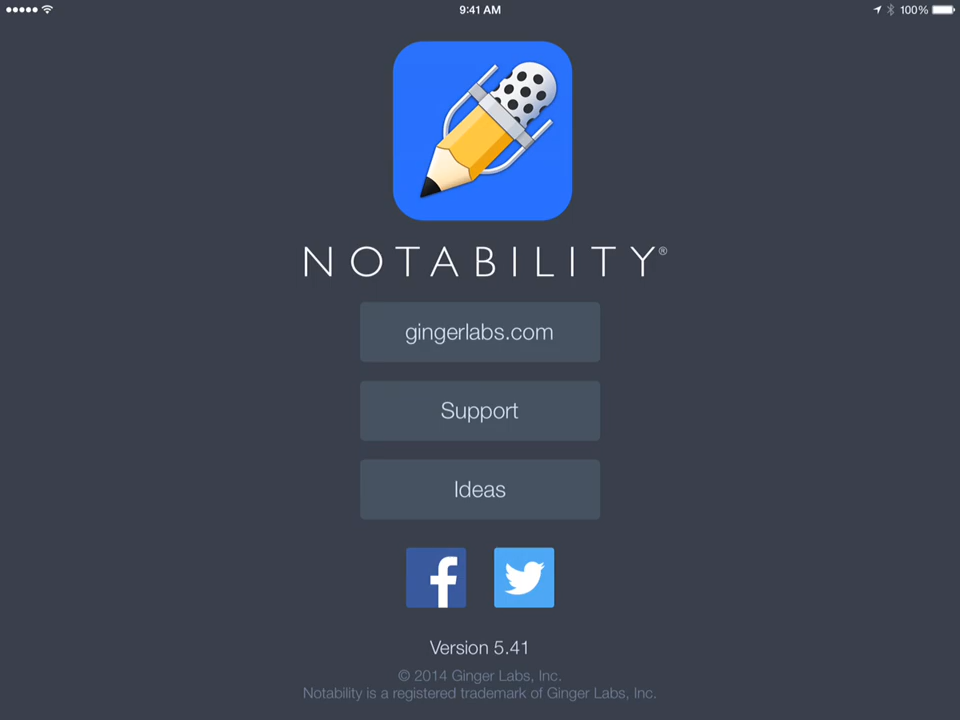 9:41 AM
100%
NOTABILITY®
gingerlabs.com
Support
Ideas
Version 5.41
© 2014 Ginger Labs, Inc.
Notability is a registered trademark of Ginger Labs, Inc.